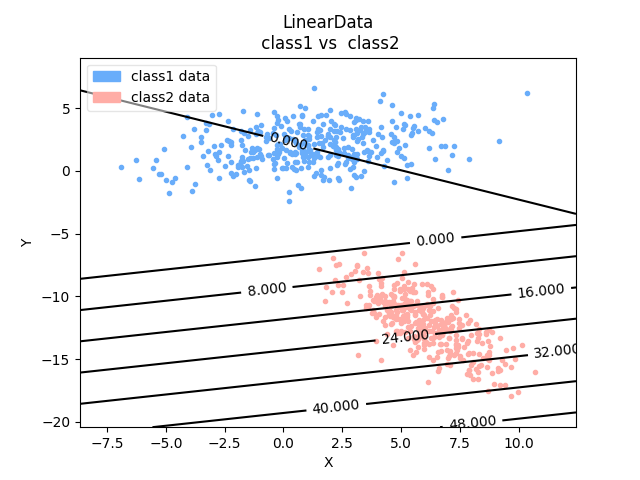 LinearData
class1 vs  class2
class1 data
class2 data
0.000
0.000
8.000
16.000
24.000
32.000
40.000
48.000
5
0
−5
−10
−15
−20
Y
−7.5 −5.0 −2.5 0.0 2.5 5.0 7.5 10.0
X